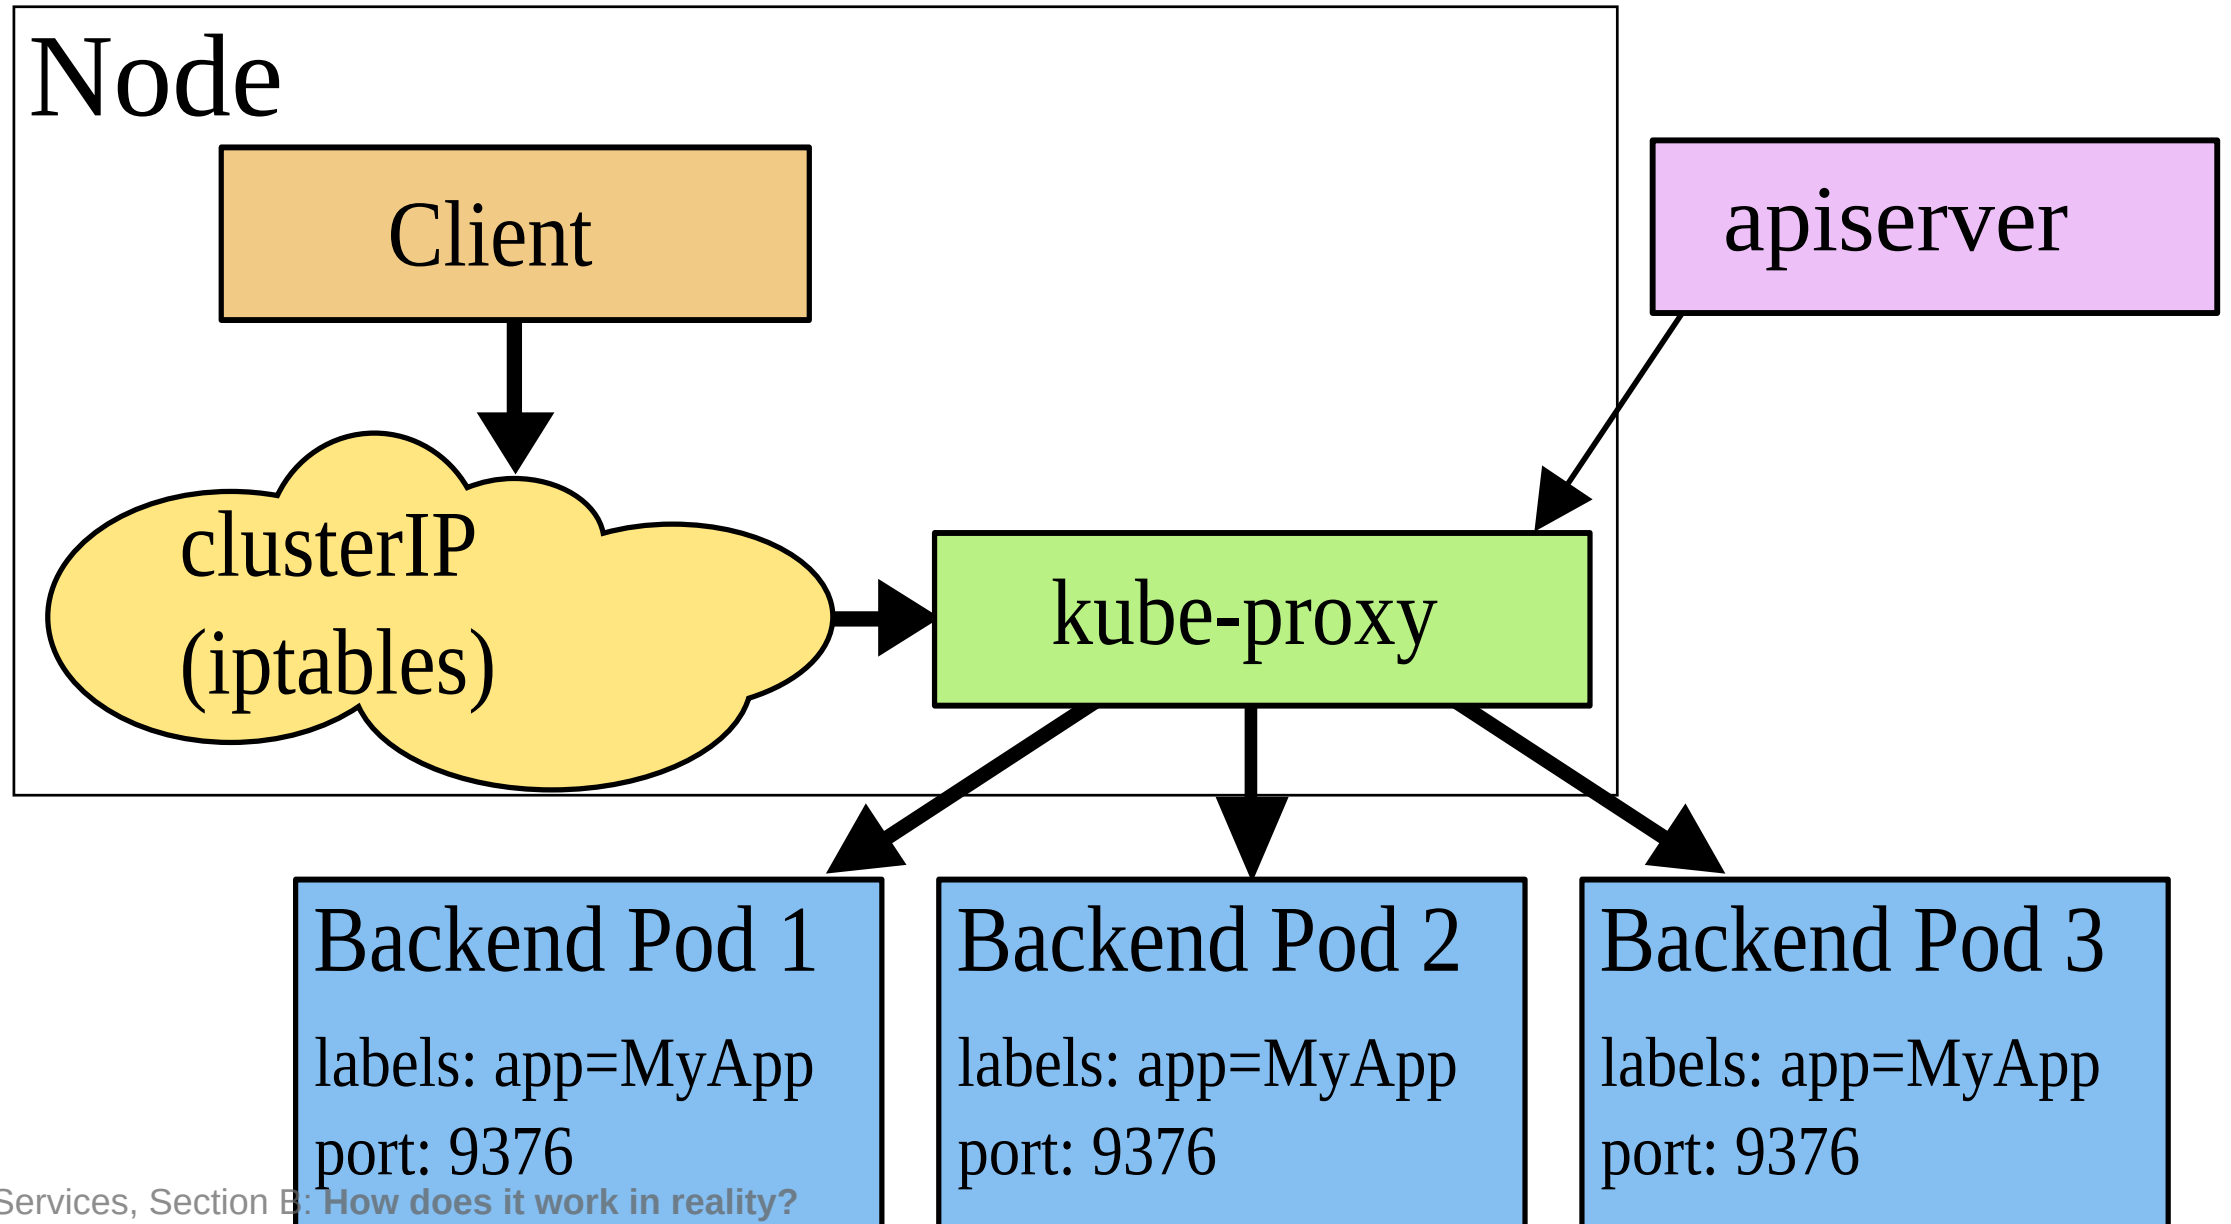 Node
Client
apiserver
clusterIP
(iptables)
kube-proxy
Backend Pod 1
labels: app=MyApp
port: 9376
Backend Pod 2
labels: app=MyApp
port: 9376
Backend Pod 3
labels: app=MyApp
port: 9376
Services, Section B: How does it work in reality?